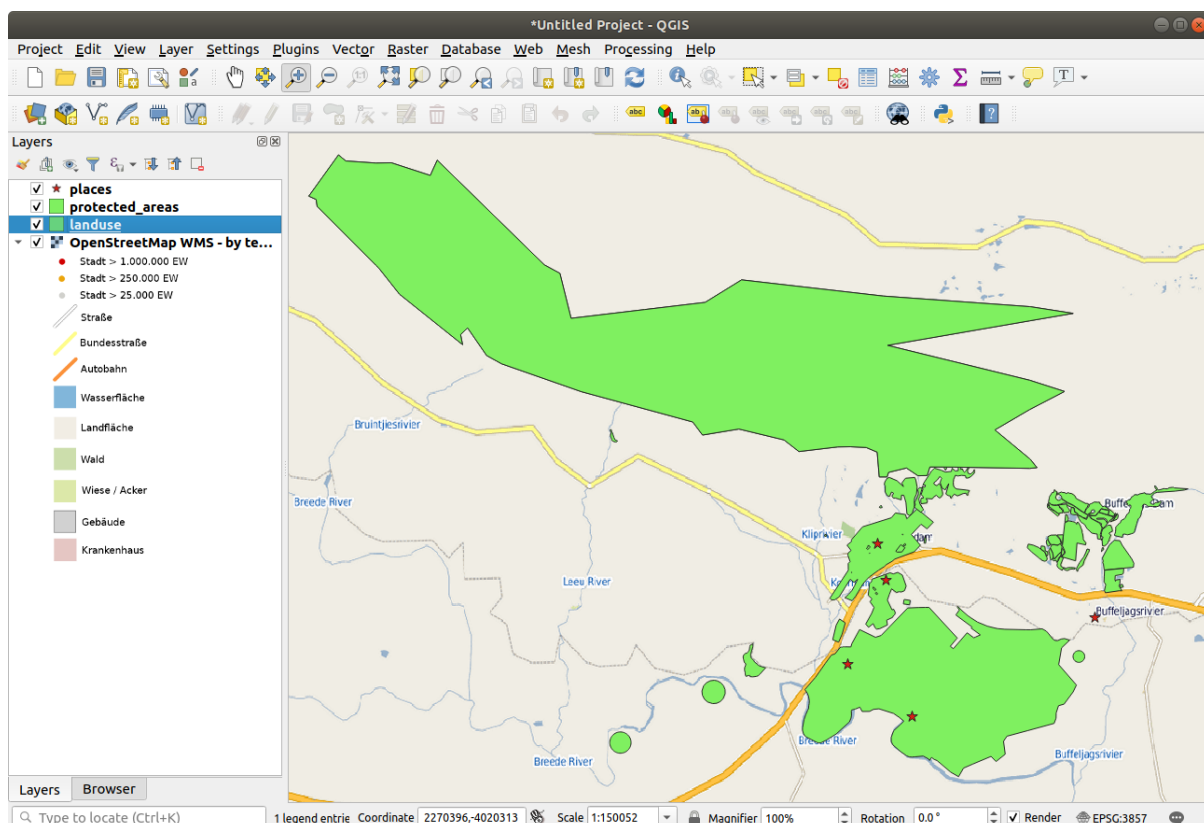 *Untitled Project - QGIS
Project Edit View Layer Settings Plugins Vector Raster Database Web Mesh Processing Help
Layers
places
protected_areas
landuse
OpenStreetMap WMS - by te...
Stadt > 1.000.000 EW
Stadt > 250.000 EW
Stadt > 25.000 EW
Straße
Bundesstraße
Autobahn
Wasserfläche
Landfläche
Wald
Wiese / Acker
Gebäude
Krankenhaus
Bruintjiesrivier
Breede River
Kliprivier
Leeu River
Buffeljagsrivier
Breede River
Breede River
Buffeljagsrivier
Layers Browser
Type to locate (Ctrl+K) 1 legend entrie Coordinate 2270396,-4020313 Scale 1:150052 Magnifier 100% Rotation 0.0° Render EPSG:3857